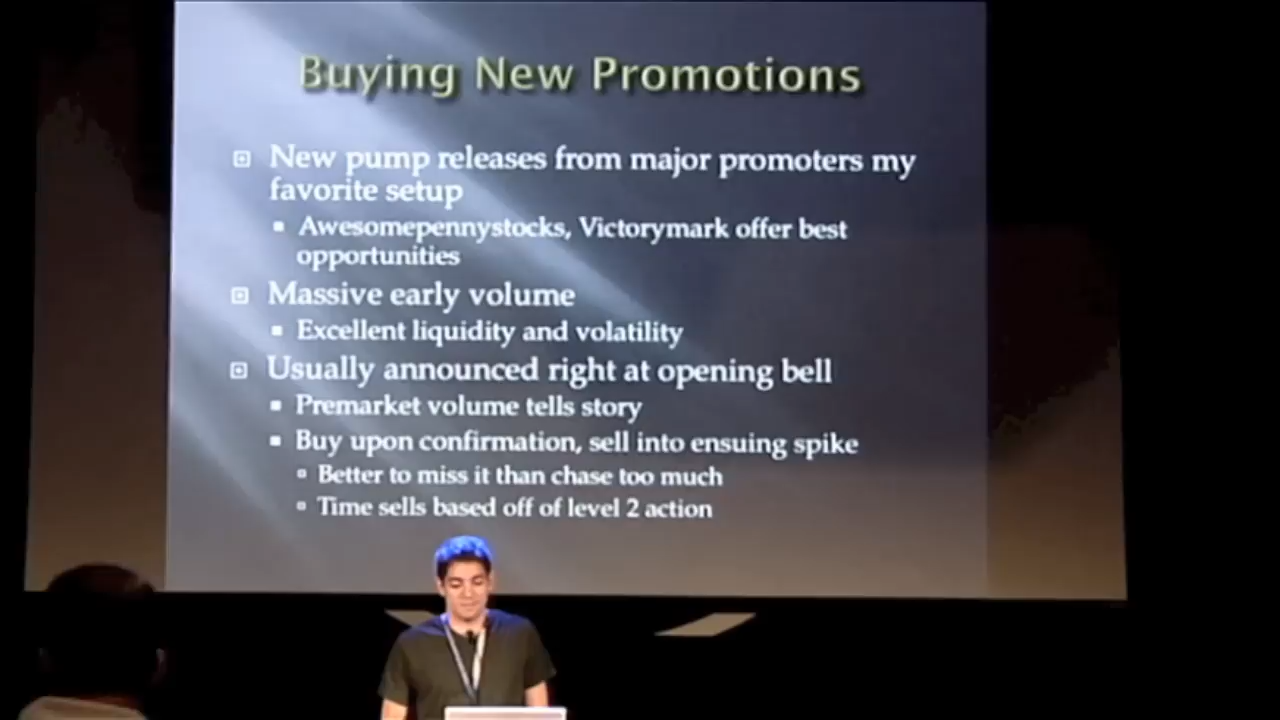 Buying New Promotions
New pump releases from major promoters my
favorite setup
Awesomepennystocks, Victorymark offer best
opportunities
Massive early volume
Excellent liquidity and volatility
Usually announced right at opening bell
Premarket volume tells story
Buy upon confirmation, sell into ensuing spike
Better to miss it than chase too much
Time sells based off of level 2 action